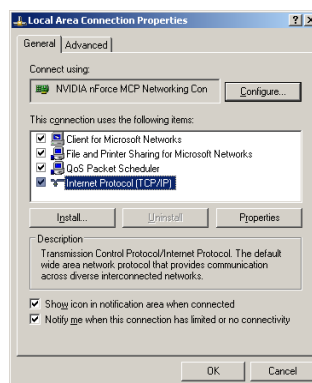 Local Area Connection Properties
General
Advanced
Connect using:
NVIDIA nForce MCP Networking Con
Configure...
This connection uses the following items:
Client for Microsoft Networks
File and Printer Sharing for Microsoft Networks
QoS Packet Scheduler
Internet Protocol (TCP/IP)
Install...
Uninstall
Properties
Description
Transmission Control Protocol/Internet Protocol. The default
wide area network protocol that provides communication
across diverse interconnected networks.
Show icon in notification area when connected
Notify me when this connection has limited or no connectivity
OK
Cancel